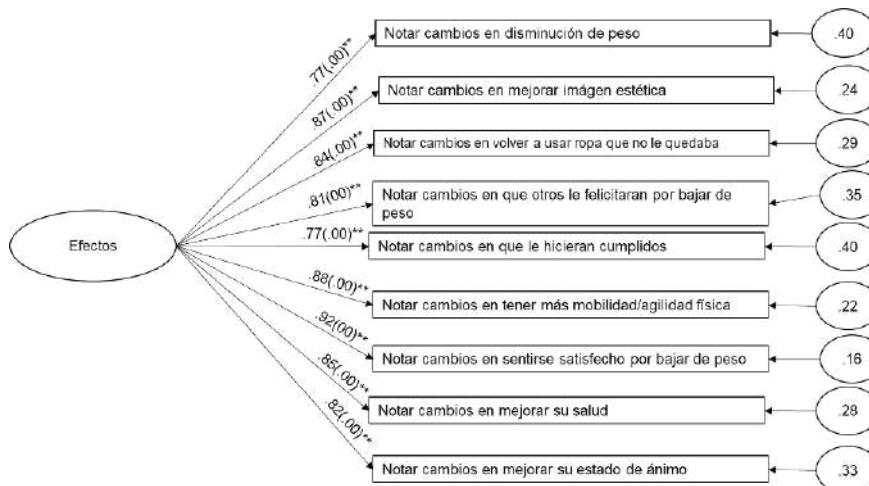 Notar cambios en disminución de peso
.40
.77(.00)**
Notar cambios en mejorar imágen estética
.24
.87(.00)**
Notar cambios en volver a usar ropa que no le quedaba
.29
.84(.00)**
Notar cambios en que otros le felicitaran por bajar de
peso
.35
.81(00)**
Efectos
Notar cambios en que le hicieran cumplidos
.40
.77(.00)**
Notar cambios en tener más mobilidad/agilidad física
.22
.88(.00)**
Notar cambios en sentirse satisfecho por bajar de peso
.16
.92(00)**
Notar cambios en mejorar su salud
.28
.85(.00)**
Notar cambios en mejorar su estado de ánimo
.33
.82(.00)**